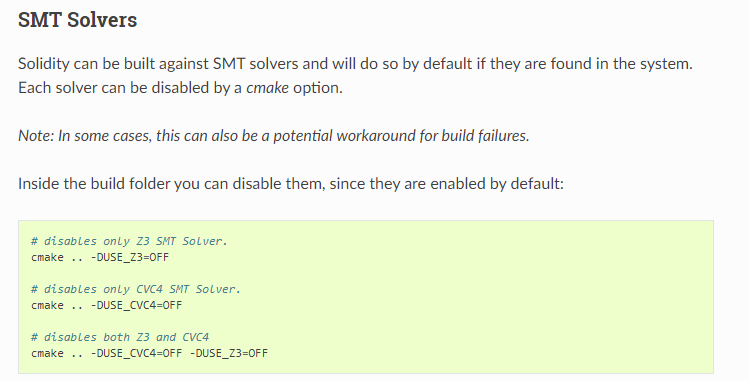 SMT Solvers
Solidity can be built against SMT solvers and will do so by default if they are found in the system.
Each solver can be disabled by a cmake option.
Note: In some cases, this can also be a potential workaround for build failures.
Inside the build folder you can disable them, since they are enabled by default:
# disables only Z3 SMT Solver.
cmake .. -DUSE_Z3=OFF
# disables only CVC4 SMT Solver.
cmake .. -DUSE_CVC4=OFF
# disables both Z3 and CVC4
cmake .. -DUSE_CVC4=OFF -DUSE_Z3=OFF